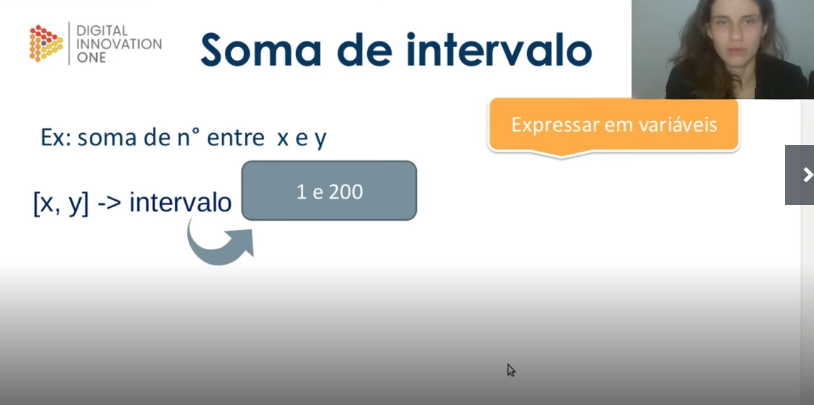 DIGITAL
INNOVATION
ONE
Soma de intervalo
Expressar em variáveis
Ex: soma de n° entre x e y
[x, y] -> intervalo
1 e 200